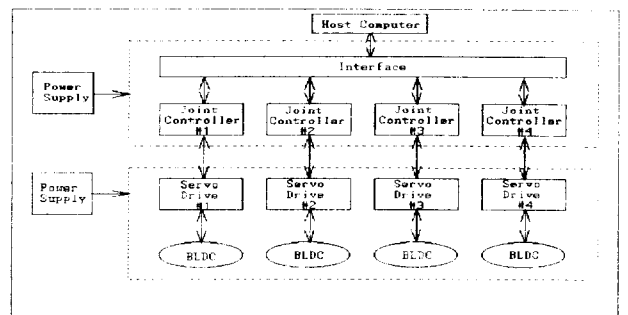 Host Computer
Interface
Power
Supply
Joint
Controller
#1
Joint
Controller
#2
Joint
Controller
#3
Joint
Controller
#4
Power
Supply
Servo
Drive
#1
Servo
Drive
#2
Servo
Drive
#3
Servo
Drive
#4
BLDC
BLDC
BLDC
BLDC